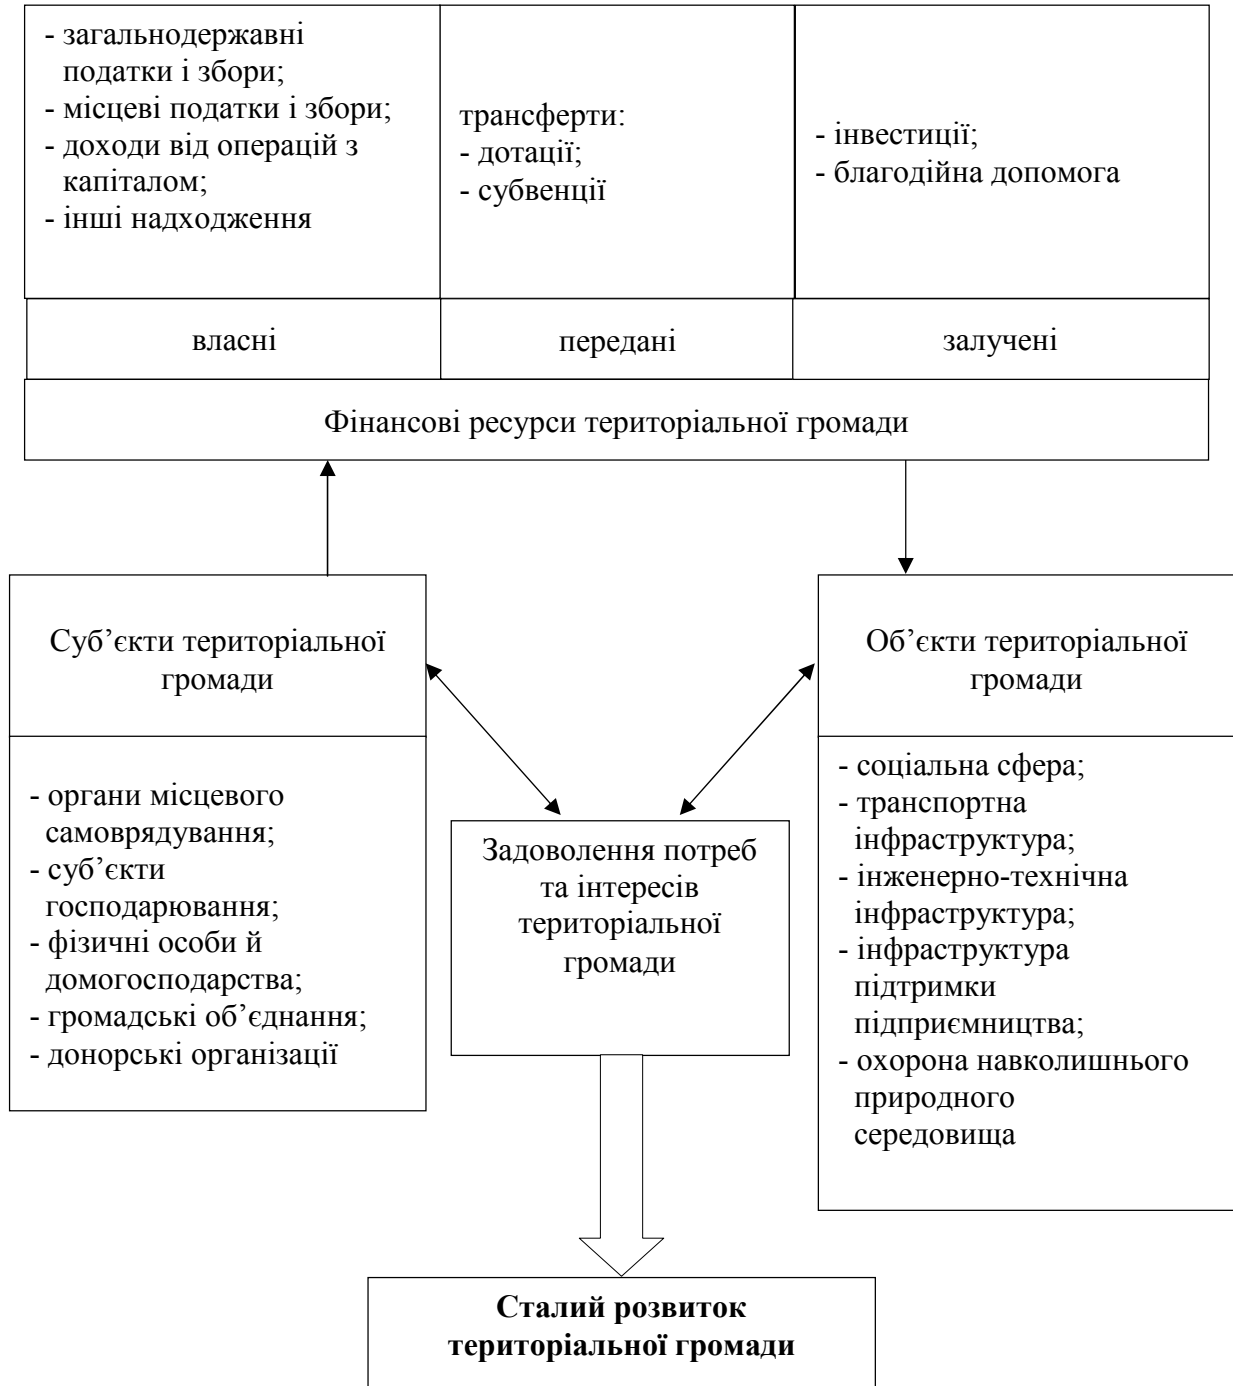 - загальнодержавні
податки і збори;
- місцеві податки і збори;
- доходи від операцій з
капіталом;
- інші надходження
трансферти:
- дотації;
- субвенції
- інвестиції;
- благодійна допомога
власні
передані
залучені
Фінансові ресурси територіальної громади
Суб’єкти територіальної
громади
- органи місцевого
самоврядування;
- суб’єкти
господарювання;
- фізичні особи й
домогосподарства;
- громадські об’єднання;
- донорські організації
Задоволення потреб
та інтересів
територіальної
громади
Об’єкти територіальної
громади
- соціальна сфера;
- транспортна
інфраструктура;
- інженерно-технічна
інфраструктура;
- інфраструктура
підтримки
підприємництва;
- охорона навколишнього
природного
середовища
Сталий розвиток
територіальної громади